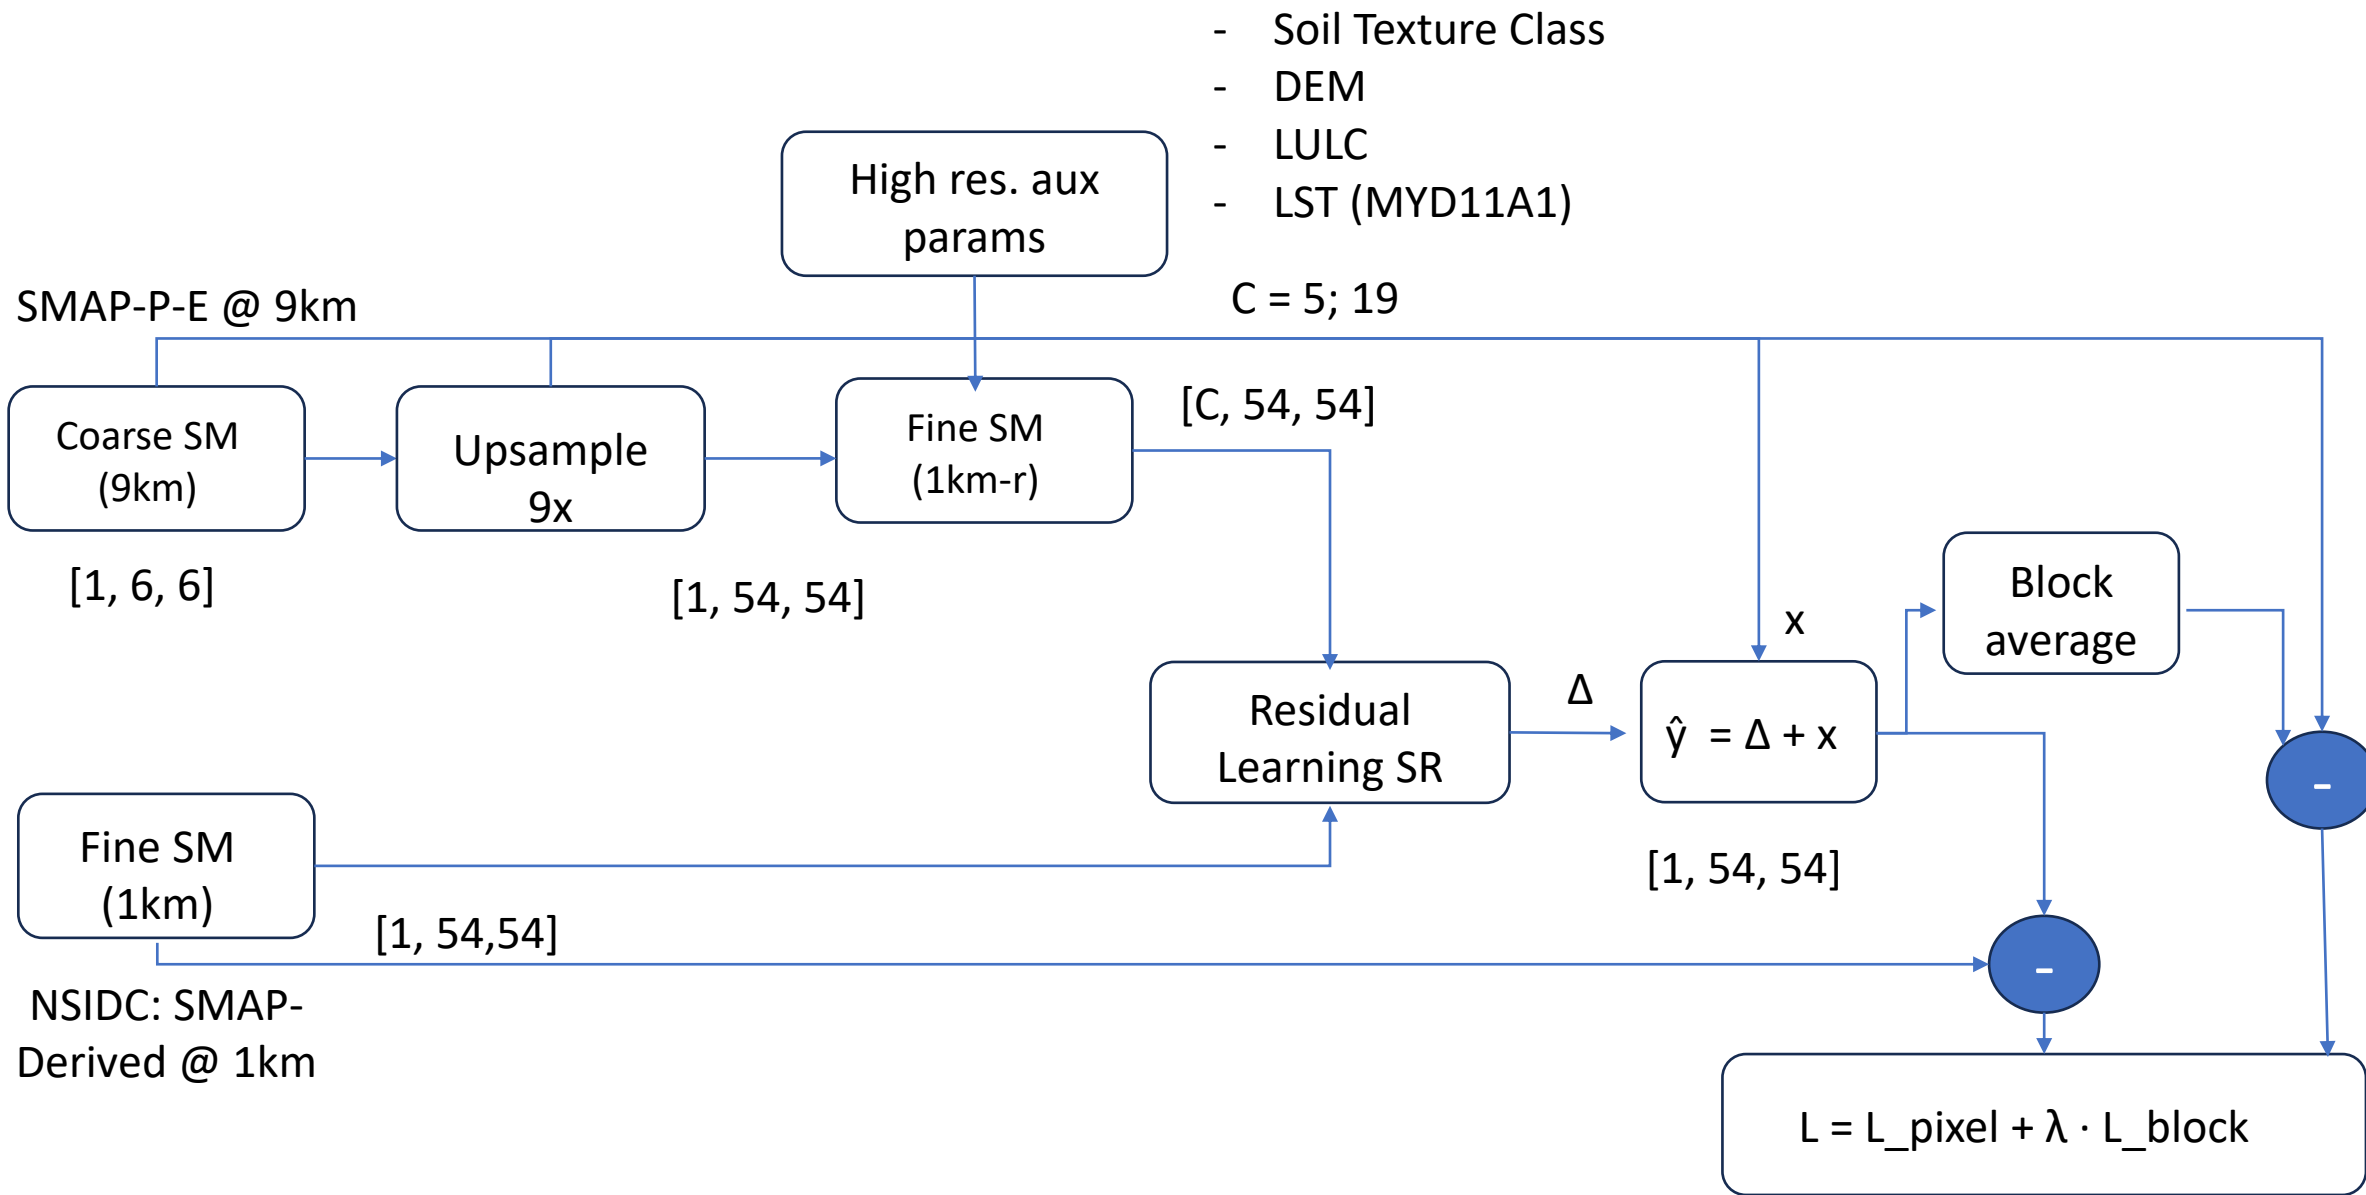 - Soil Texture Class
- DEM
- LULC
- LST (MYD11A1)
High res. aux
params
SMAP-P-E @ 9km
C = 5; 19
Coarse SM
(9km)
Upsample
9x
Fine SM
(1km-r)
[C, 54, 54]
[1, 6, 6]
[1, 54, 54]
Block
average
x
Residual
Learning SR
Δ
ŷ = Δ + x
-
Fine SM
(1km)
[1, 54,54]
[1, 54, 54]
-
NSIDC: SMAP-
Derived @ 1km
L = L_pixel + λ · L_block